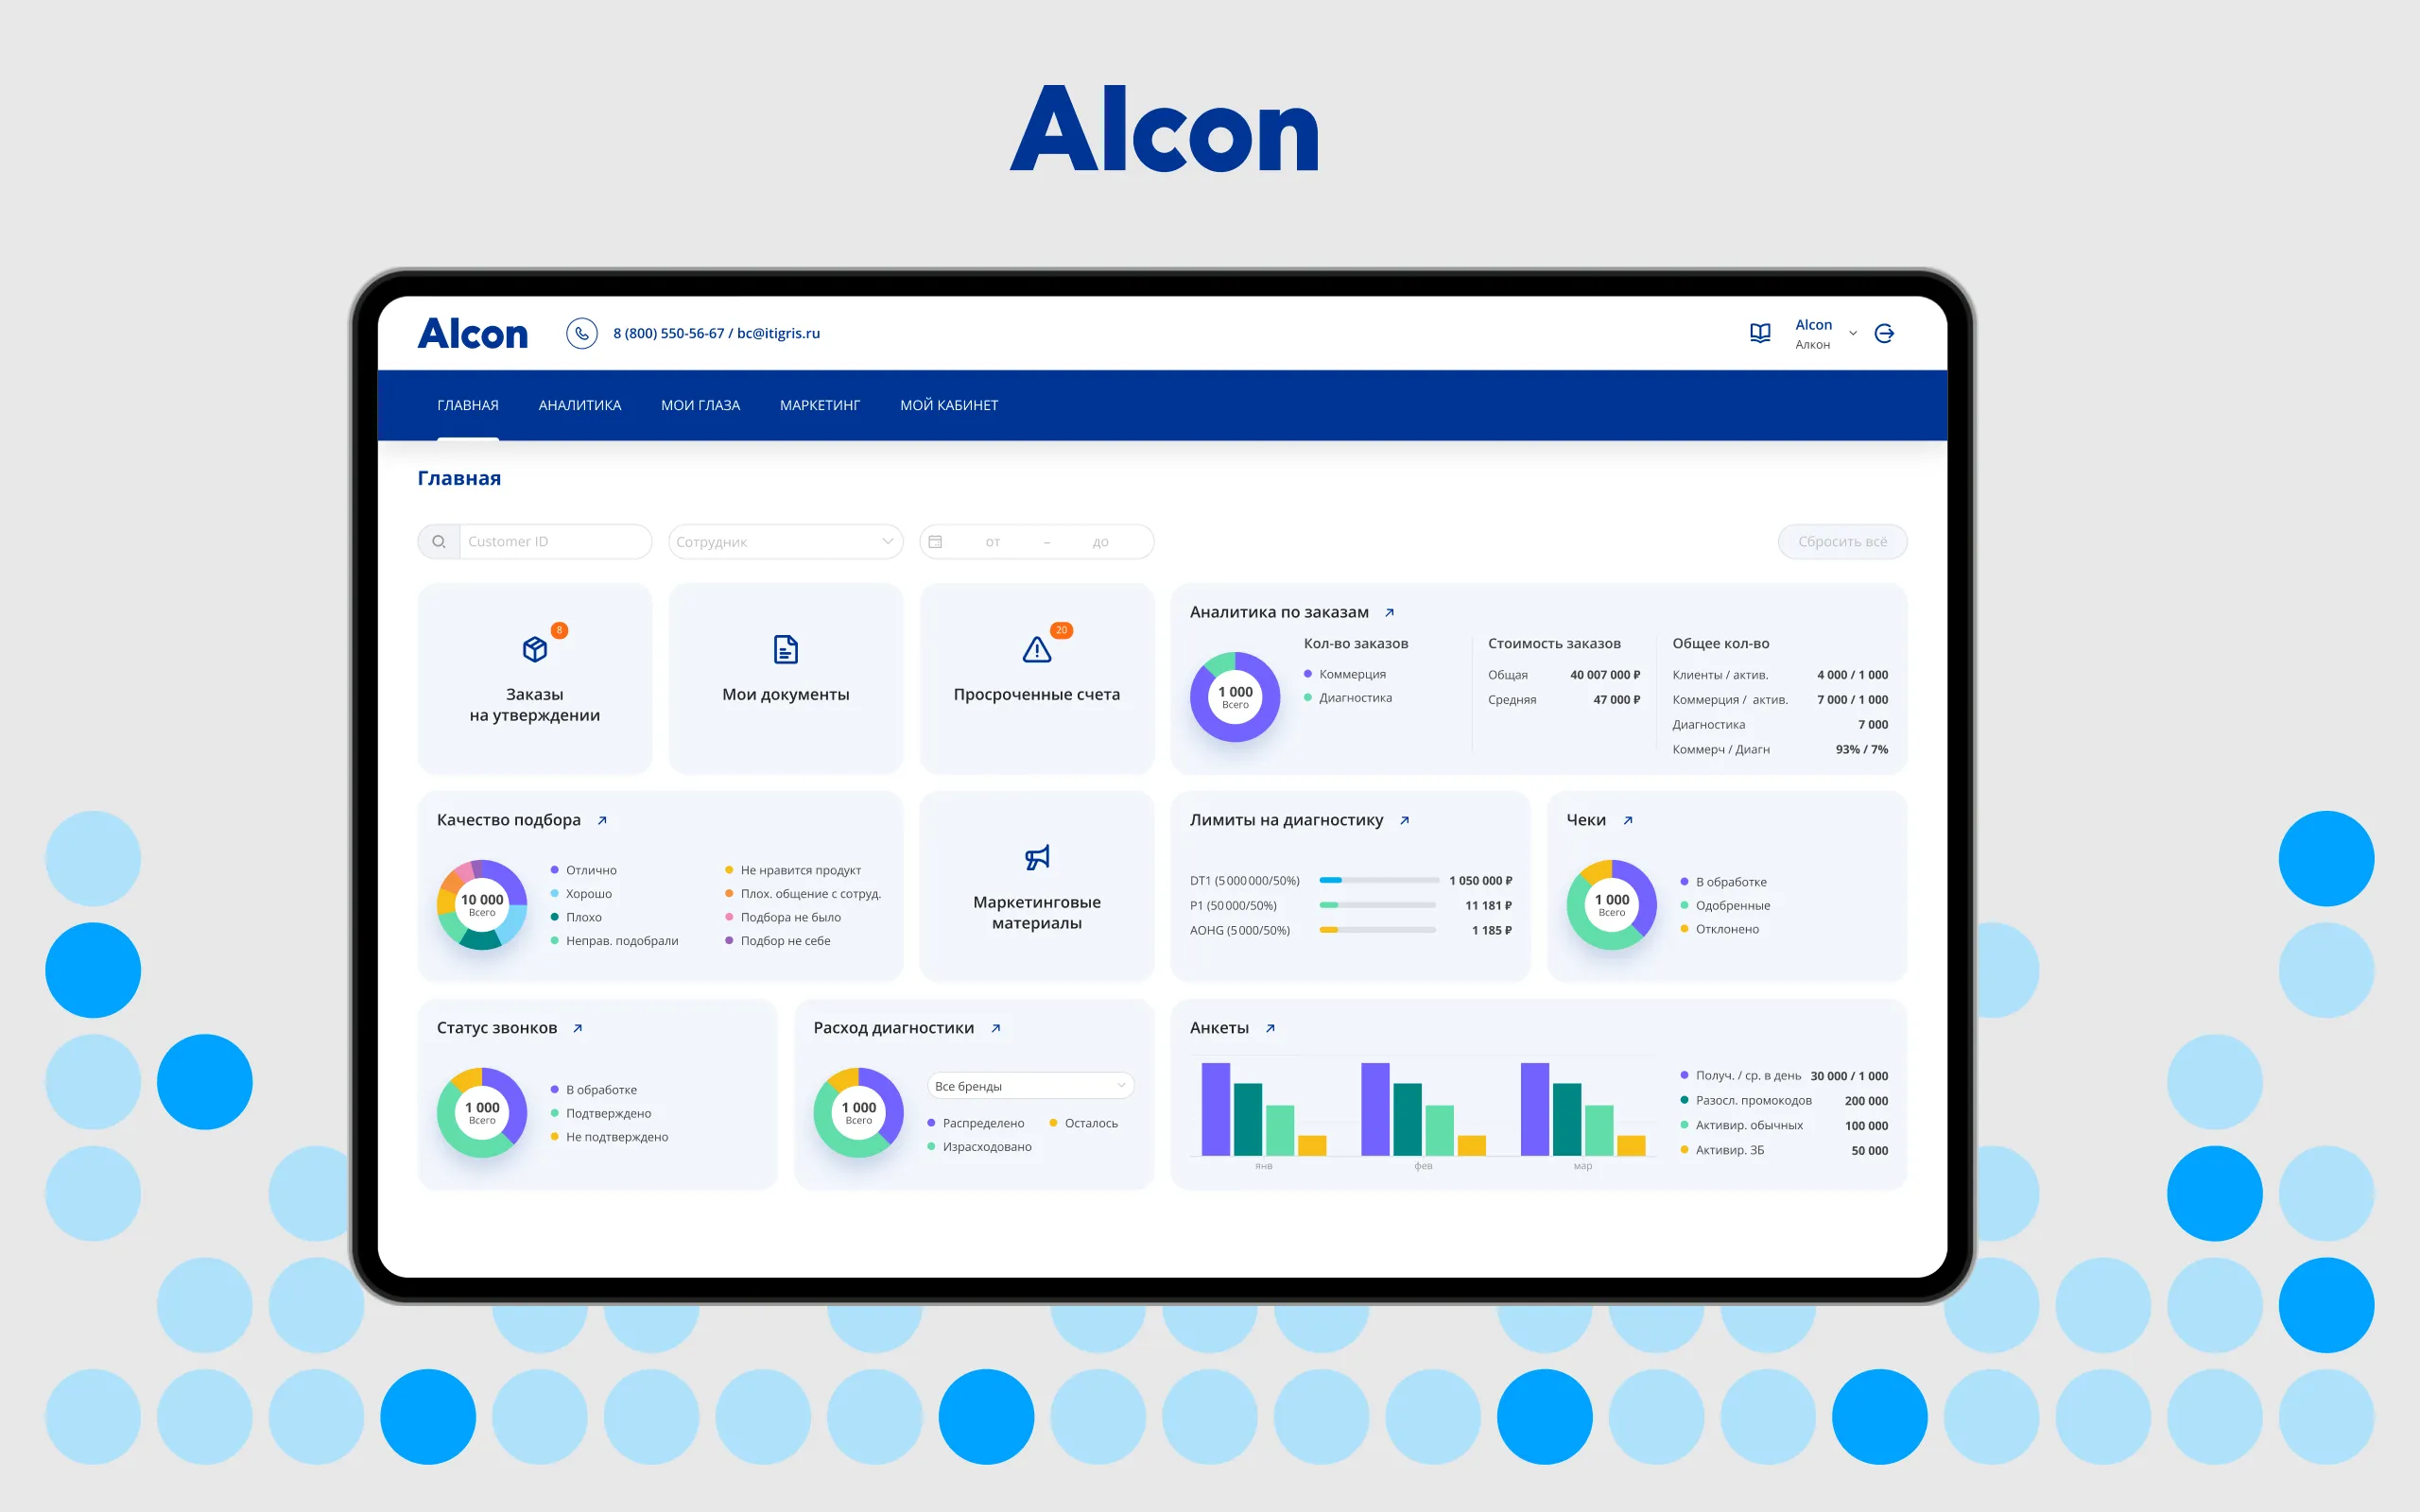 Alcon
Alcon
8 (800) 550-56-67 / bc@itigris.ru
Alcon
Алкон
ГЛАВНАЯ
АНАЛИТИКА
МОИ ГЛАЗА
МАРКЕТИНГ
МОЙ КАБИНЕТ
Главная
Customer ID
Сотрудник
от – до
Сбросить всё
8
Заказы
на утверждении
Мои документы
20
Просроченные счета
Аналитика по заказам
1 000
Всего
Кол-во заказов
Коммерция
Диагностика
Стоимость заказов
Общая 40 007 000 ₽
Средняя 47 000 ₽
Общее кол-во
Клиенты / актив. 4 000 / 1 000
Коммерция / актив. 7 000 / 1 000
Диагностика 7 000
Коммерч / Диагн 93% / 7%
Качество подбора
10 000
Всего
Отлично
Хорошо
Плохо
Неправ. подобрали
Не нравится продукт
Плох. общение с сотруд.
Подбора не было
Подбор не себе
Маркетинговые
материалы
Лимиты на диагностику
DT1 (5 000 000/50%) 1 050 000 ₽
P1 (50 000/50%) 11 181 ₽
AOHG (5 000/50%) 1 185 ₽
Чеки
1 000
Всего
В обработке
Одобренные
Отклонено
Статус звонков
1 000
Всего
В обработке
Подтверждено
Не подтверждено
Расход диагностики
1 000
Всего
Все бренды
Распределено
Осталось
Израсходовано
Анкеты
янв
фев
мар
Получ. / ср. в день 30 000 / 1 000
Разосл. промокодов 200 000
Активир. обычных 100 000
Активир. ЗБ 50 000